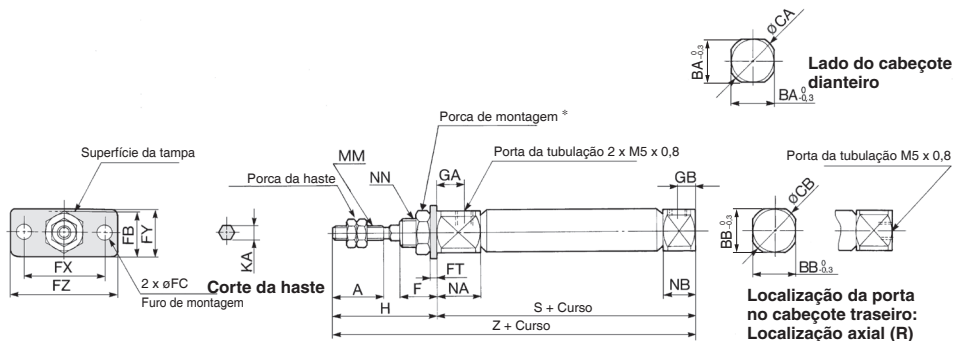 øCA
BA 0 -0.3
Lado do cabeçote
dianteiro
BA 0 -0.3
Porca de montagem *
Superfície da tampa
MM
Porta da tubulação 2 x M5 x 0,8
Porta da tubulação M5 x 0,8
Porca da haste
NN
GA
GB
øCB
FB
FY
KA
BB 0 -0.3
BB 0 -0.3
FX
FZ
2 x øFC
Furo de montagem
Corte da haste
FT
A
F
NA
NB
H
S + Curso
Z + Curso
Localização da porta
no cabeçote traseiro:
Localização axial (R)